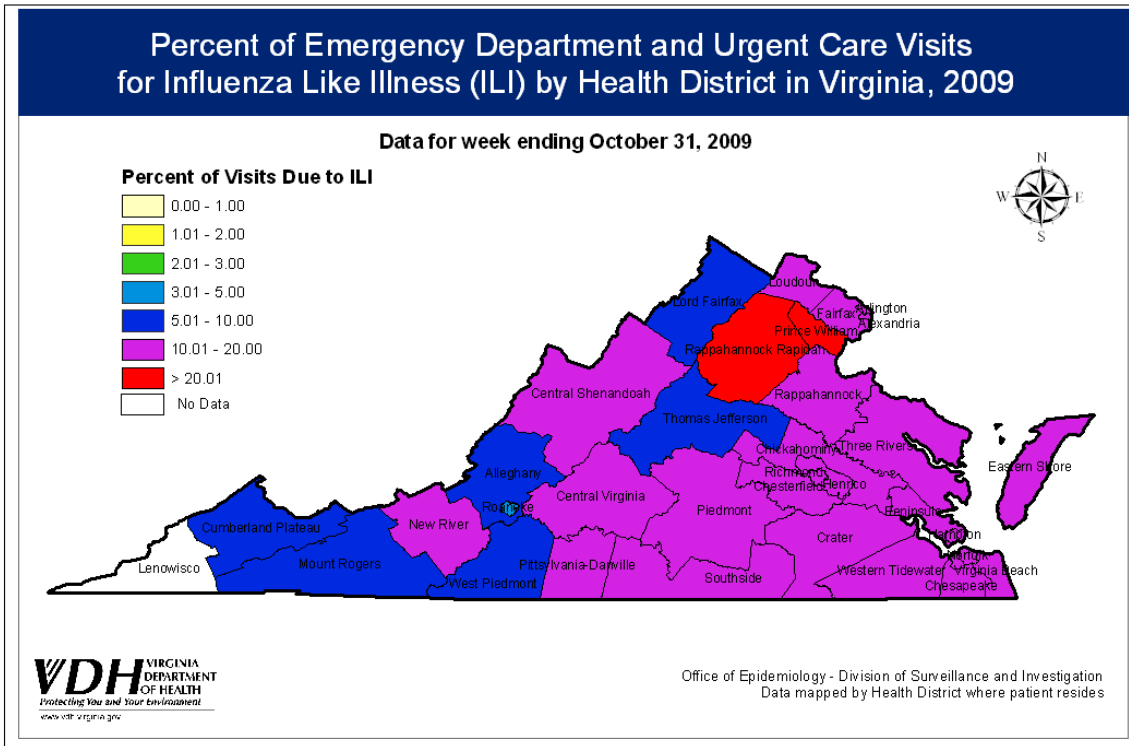 Percent of Emergency Department and Urgent Care Visits
for Influenza Like Illness (ILI) by Health District in Virginia, 2009
Data for week ending October 31, 2009
Percent of Visits Due to ILI
0.00 - 1.00
1.01 - 2.00
2.01 - 3.00
3.01 - 5.00
5.01 - 10.00
10.01 - 20.00
> 20.01
No Data
N
W
E
S
Loudoun
Lord Fairfax
Fairfax
Arlington
Alexandria
Prince William
Rappahannock Rapidan
Central Shenandoah
Rappahannock
Thomas Jefferson
Chickahominy
Three Rivers
Eastern Shore
Alleghany
Richmond
Chesterfield
Henrico
Roanoke
Central Virginia
Piedmont
Peninsula
New River
Cumberland Plateau
Crater
Hampton
Norfolk
Lenowisco
Mount Rogers
West Piedmont
Pittsylvania-Danville
Southside
Western Tidewater
Virginia Beach
Chesapeake
VDH VIRGINIA
DEPARTMENT
OF HEALTH
Protecting You and Your Environment
www.vdh.virginia.gov
Office of Epidemiology - Division of Surveillance and Investigation
Data mapped by Health District where patient resides